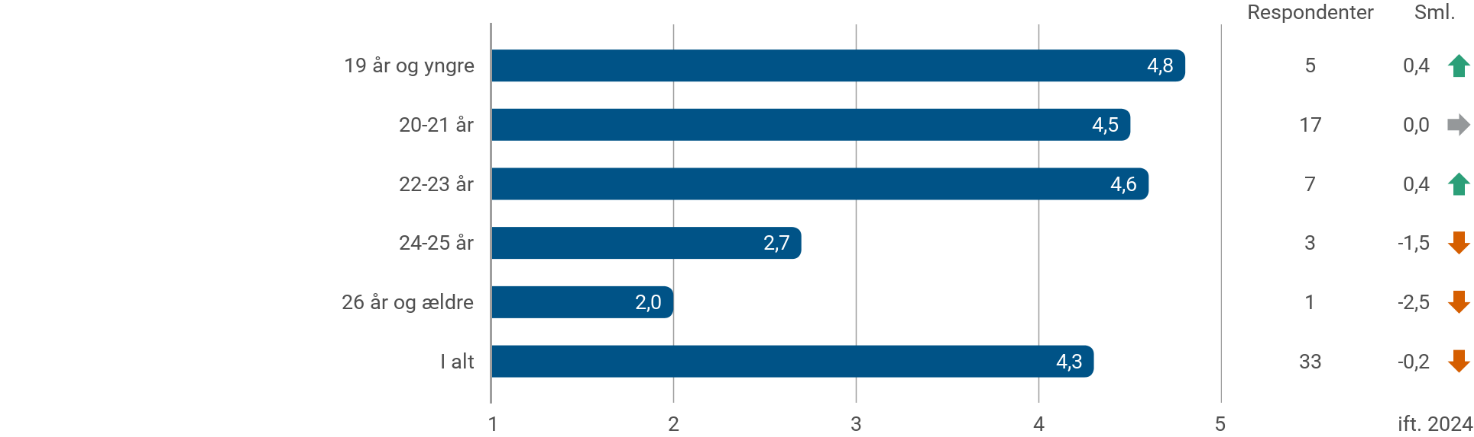 Respondenter Sml.
19 år og yngre 4,8 5 0,4
20-21 år 4,5 17 0,0
22-23 år 4,6 7 0,4
24-25 år 2,7 3 -1,5
26 år og ældre 2,0 1 -2,5
I alt 4,3 33 -0,2
1 2 3 4 5 ift. 2024